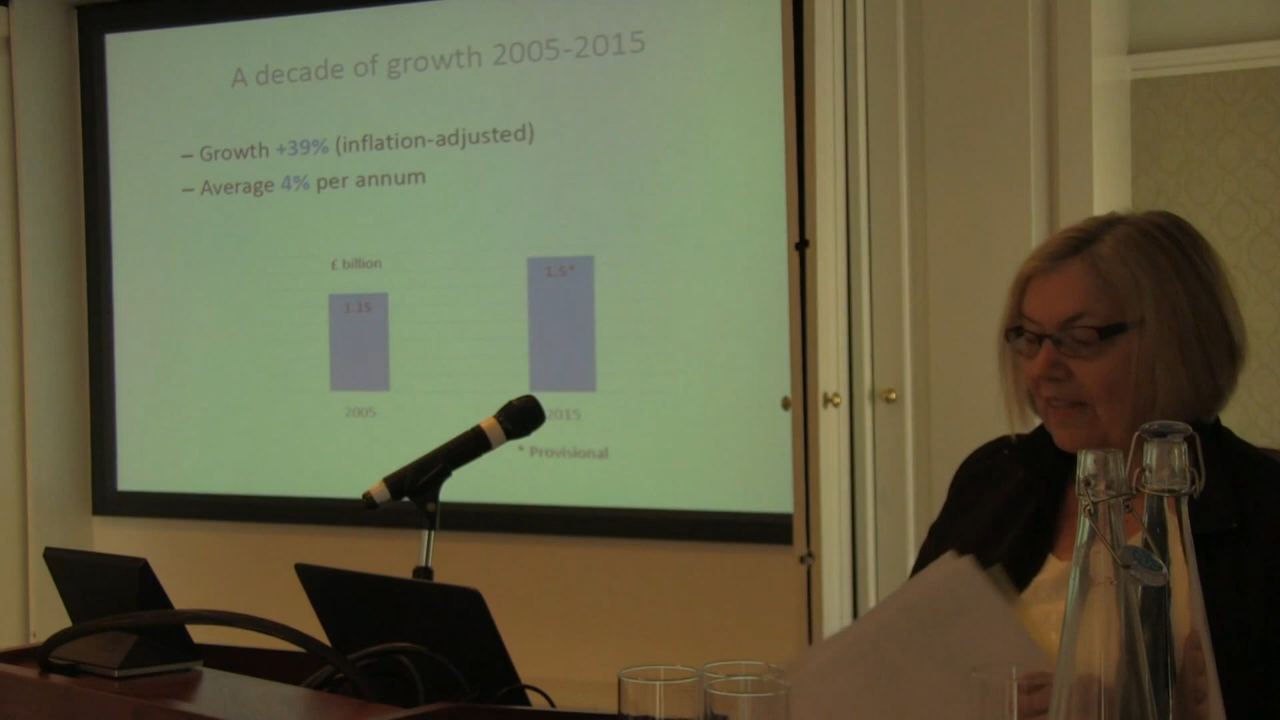 A decade of growth 2005-2015
– Growth +39% (inflation-adjusted)
– Average 4% per annum
£ billion
1.15
1.5*
2005
2015
* Provisional